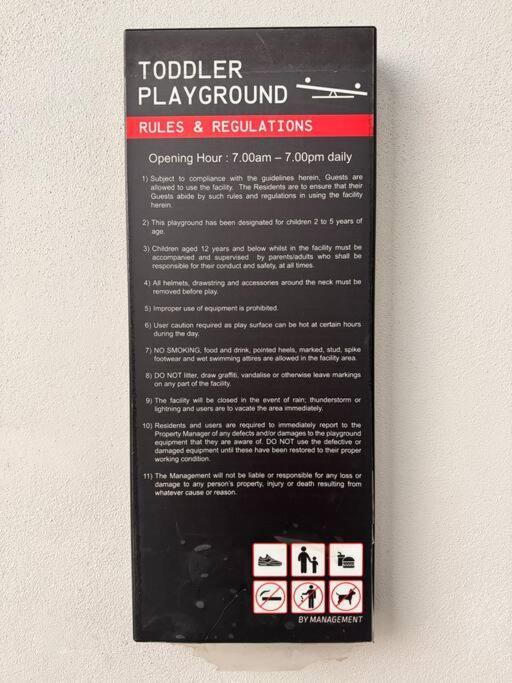 TODDLER
PLAYGROUND
RULES & REGULATIONS
Opening Hour : 7.00am – 7.00pm daily
1) Subject to compliance with the guidelines herein, Guests are
allowed to use the facility. The Residents are to ensure that their
Guests abide by such rules and regulations in using the facility
herein.
2) This playground has been designated for children 2 to 5 years of
age.
3) Children aged 12 years and below whilst in the facility must be
accompanied and supervised by parents/adults who shall be
responsible for their conduct and safety, at all times.
4) All helmets, drawstring and accessories around the neck must be
removed before play.
5) Improper use of equipment is prohibited.
6) User caution required as play surface can be hot at certain hours
during the day.
7) NO SMOKING, food and drink, pointed heels, marked, stud, spike
footwear and wet swimming attires are allowed in the facility area.
8) DO NOT litter, draw graffiti, vandalise or otherwise leave markings
on any part of the facility.
9) The facility will be closed in the event of rain; thunderstorm or
lightning and users are to vacate the area immediately.
10) Residents and users are required to immediately report to the
Property Manager of any defects and/or damages to the playground
equipment that they are aware of. DO NOT use the defective or
damaged equipment until these have been restored to their proper
working condition.
11) The Management will not be liable or responsible for any loss or
damage to any person's property, injury or death resulting from
whatever cause or reason.
BY MANAGEMENT